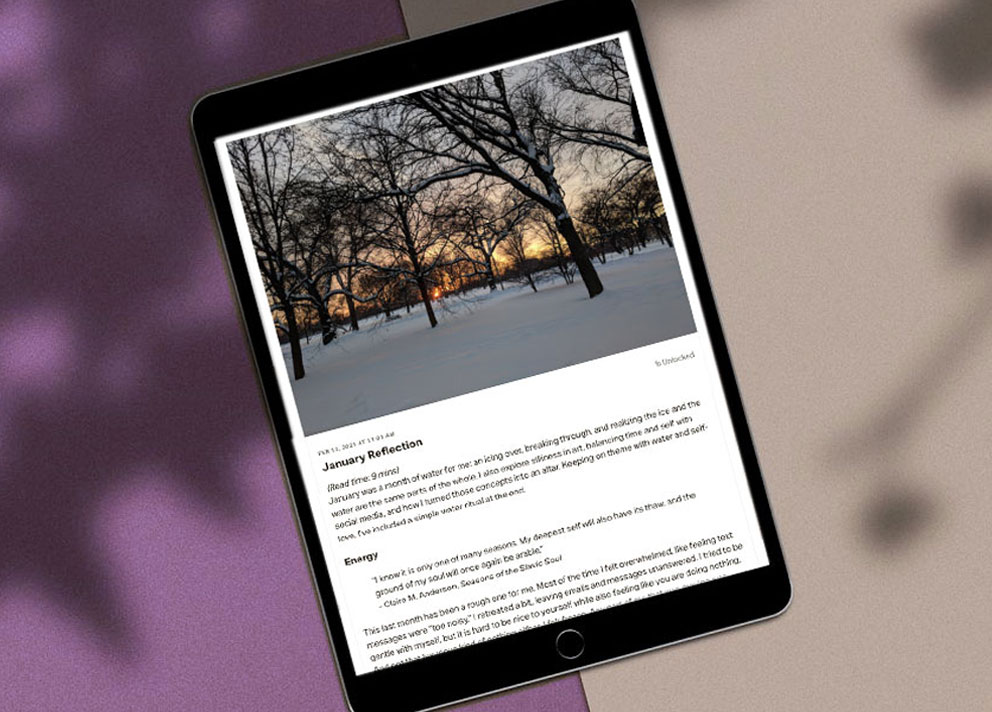 Unlocked
FEB 11, 2021 AT 11:03 AM
January Reflection
(Read time: 9 mins)
January was a month of water for me: an icing over, breaking through, and realizing the ice and the
water are the same parts of the whole. I also explore silliness in art, balancing time and self with
social media, and how I turned those concepts into an altar. Keeping on theme with water and self-
love, I've included a simple water ritual at the end.
Energy
"I know it is only one of many seasons. My deepest self will also have its thaw, and the
ground of my soul will once again be arable."
- Claire M. Anderson, Seasons of the Slavic Soul
This last month has been a rough one for me. Most of the time I felt overwhelmed, like feeling text
messages were "too noisy." I retreated a bit, leaving emails and messages unanswered. I tried to be
gentle with myself, but it is hard to be nice to yourself while also feeling like you are doing nothing.